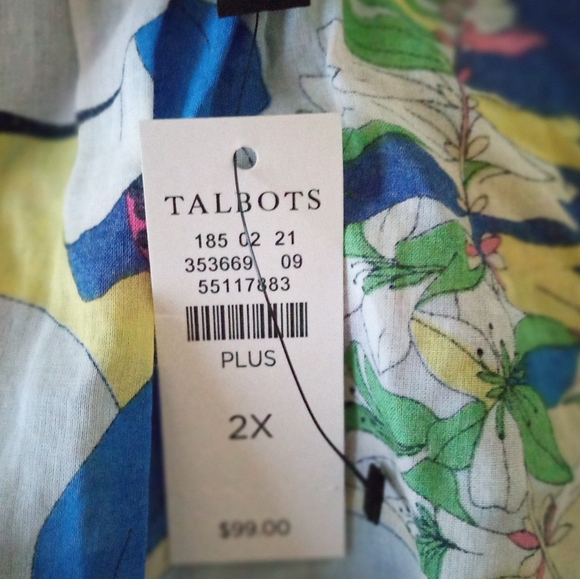 TALBOTS
185 02 21
353669 09
55117883
PLUS
2X
$99.00